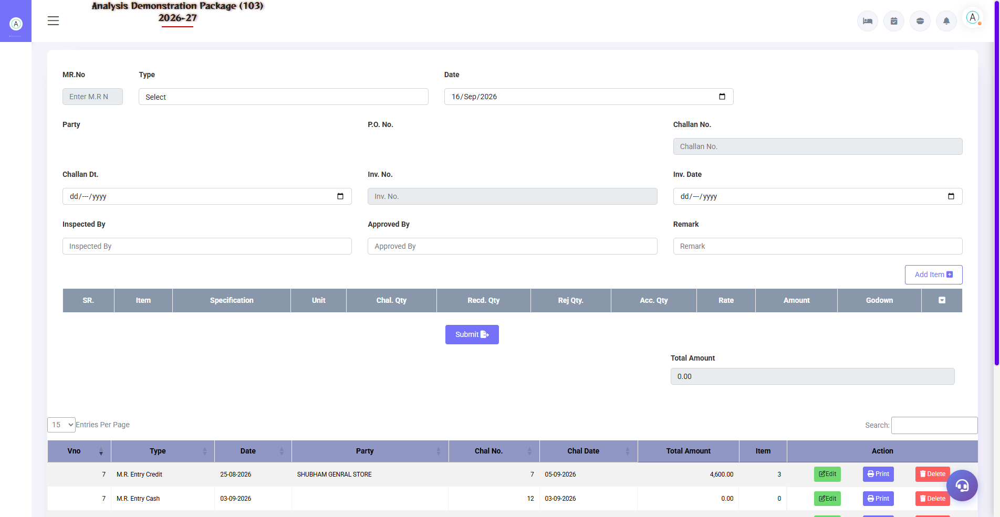 Analysis Demonstration Package (103)
2026-27
A
A
MR.No
Type
Date
Enter M.R N
Select
16/Sep/2026
Party
P.O. No.
Challan No.
Challan No.
Challan Dt.
Inv. No.
Inv. Date
dd/---/yyyy
Inv. No.
dd/---/yyyy
Inspected By
Approved By
Remark
Inspected By
Approved By
Remark
Add Item
SR. Item Specification Unit Chal. Qty Recd. Qty Rej Qty. Acc. Qty Rate Amount Godown
Submit
Total Amount
0.00
15 Entries Per Page
Search:
Vno Type Date Party Chal No. Chal Date Total Amount Item Action
7 M.R. Entry Credit 25-08-2026 SHUBHAM GENRAL STORE 7 05-09-2026 4,600.00 3 Edit Print Delete
7 M.R. Entry Cash 03-09-2026 12 03-09-2026 0.00 0 Edit Print Delete